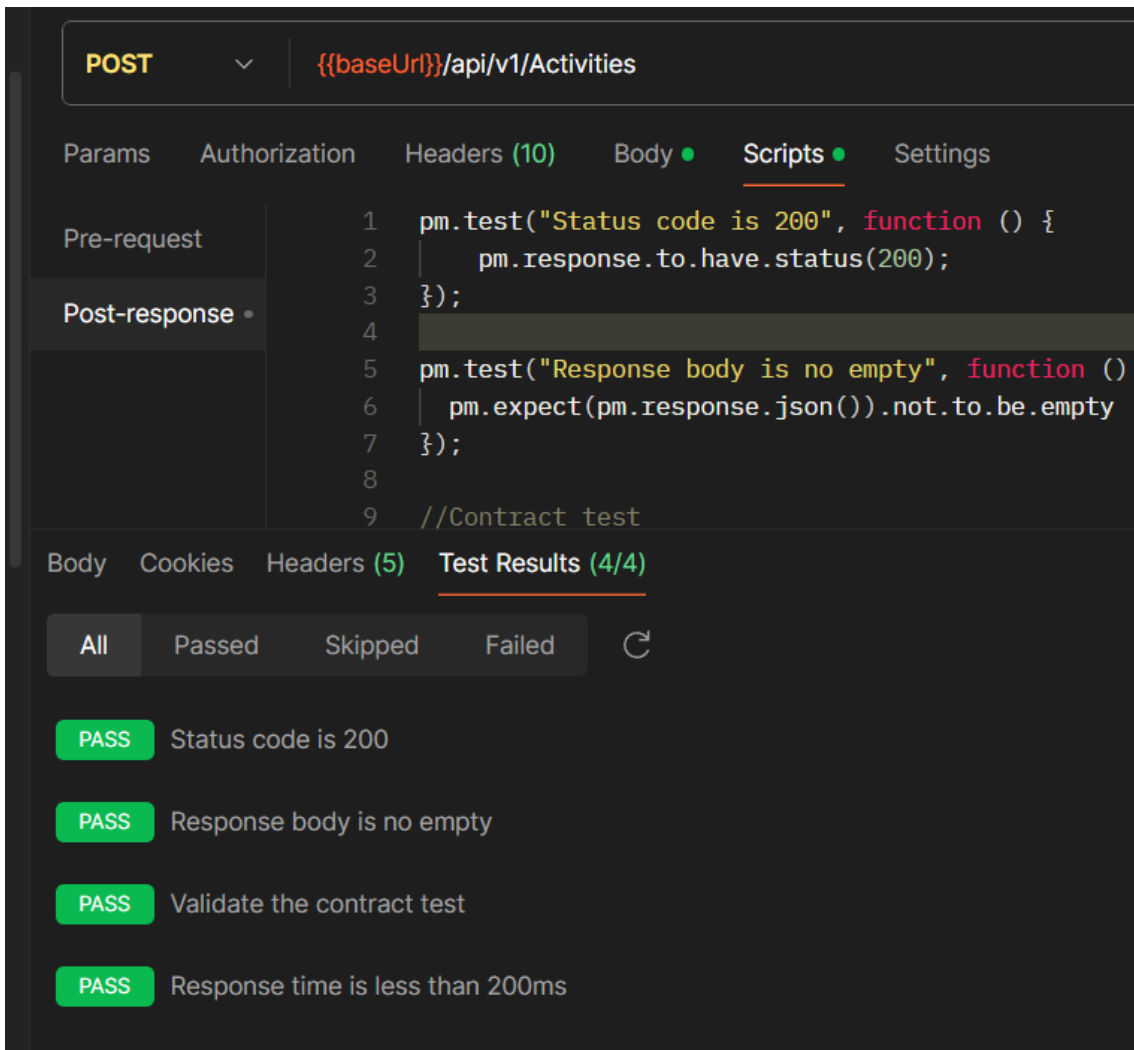 POST {{baseUrl}}/api/v1/Activities
Params Authorization Headers (10) Body Scripts Settings
Pre-request
Post-response
1 pm.test("Status code is 200", function () {
2 pm.response.to.have.status(200);
3 });
4
5 pm.test("Response body is no empty", function ()
6 pm.expect(pm.response.json()).not.to.be.empty
7 });
8
9 //Contract test
Body Cookies Headers (5) Test Results (4/4)
All Passed Skipped Failed
PASS Status code is 200
PASS Response body is no empty
PASS Validate the contract test
PASS Response time is less than 200ms